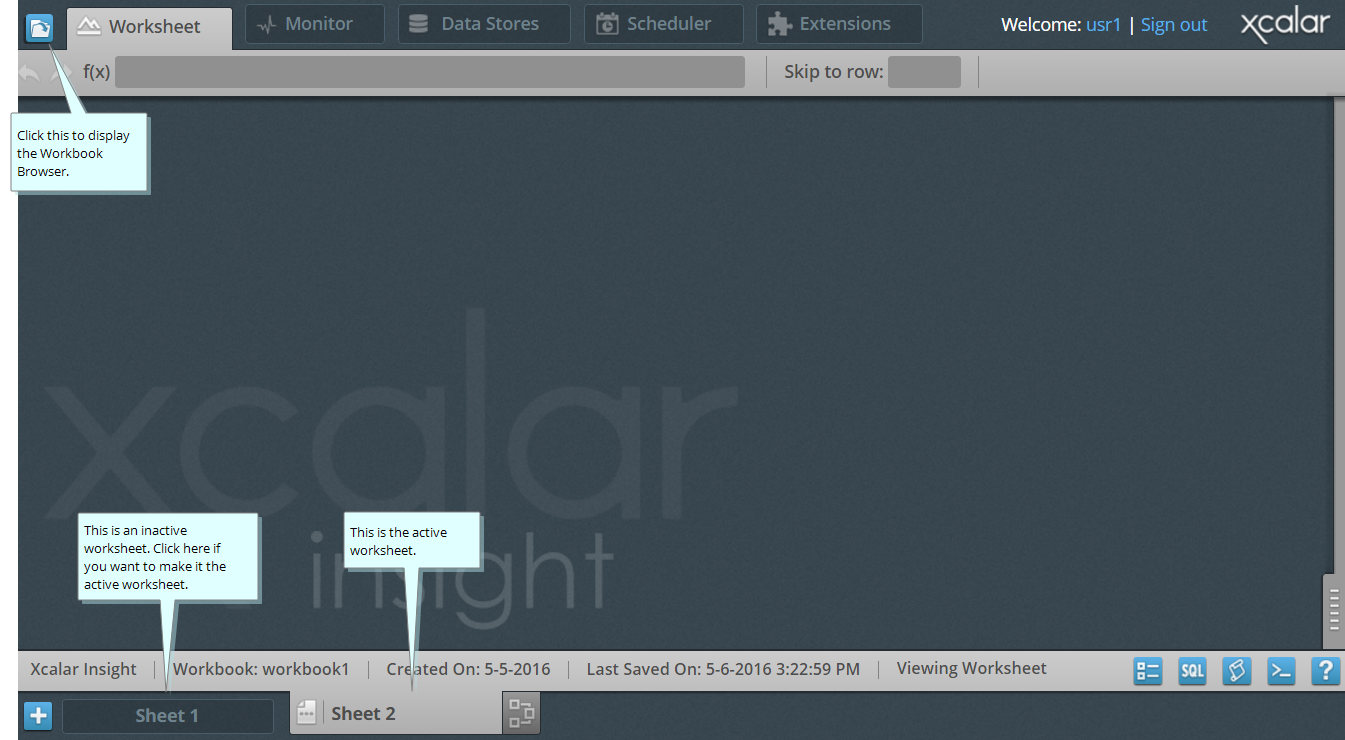 Worksheet
Monitor
Data Stores
Scheduler
Extensions
Welcome: usr1 | Sign out
xcalar
f(x)
Skip to row:
Click this to display
the Workbook
Browser.
xcalar
insight
This is an inactive
worksheet. Click here if
you want to make it the
active worksheet.
This is the active
worksheet.
Xcalar Insight | Workbook: workbook1 | Created On: 5-5-2016 | Last Saved On: 5-6-2016 3:22:59 PM | Viewing Worksheet
SQL
>_
?
+
Sheet 1
Sheet 2